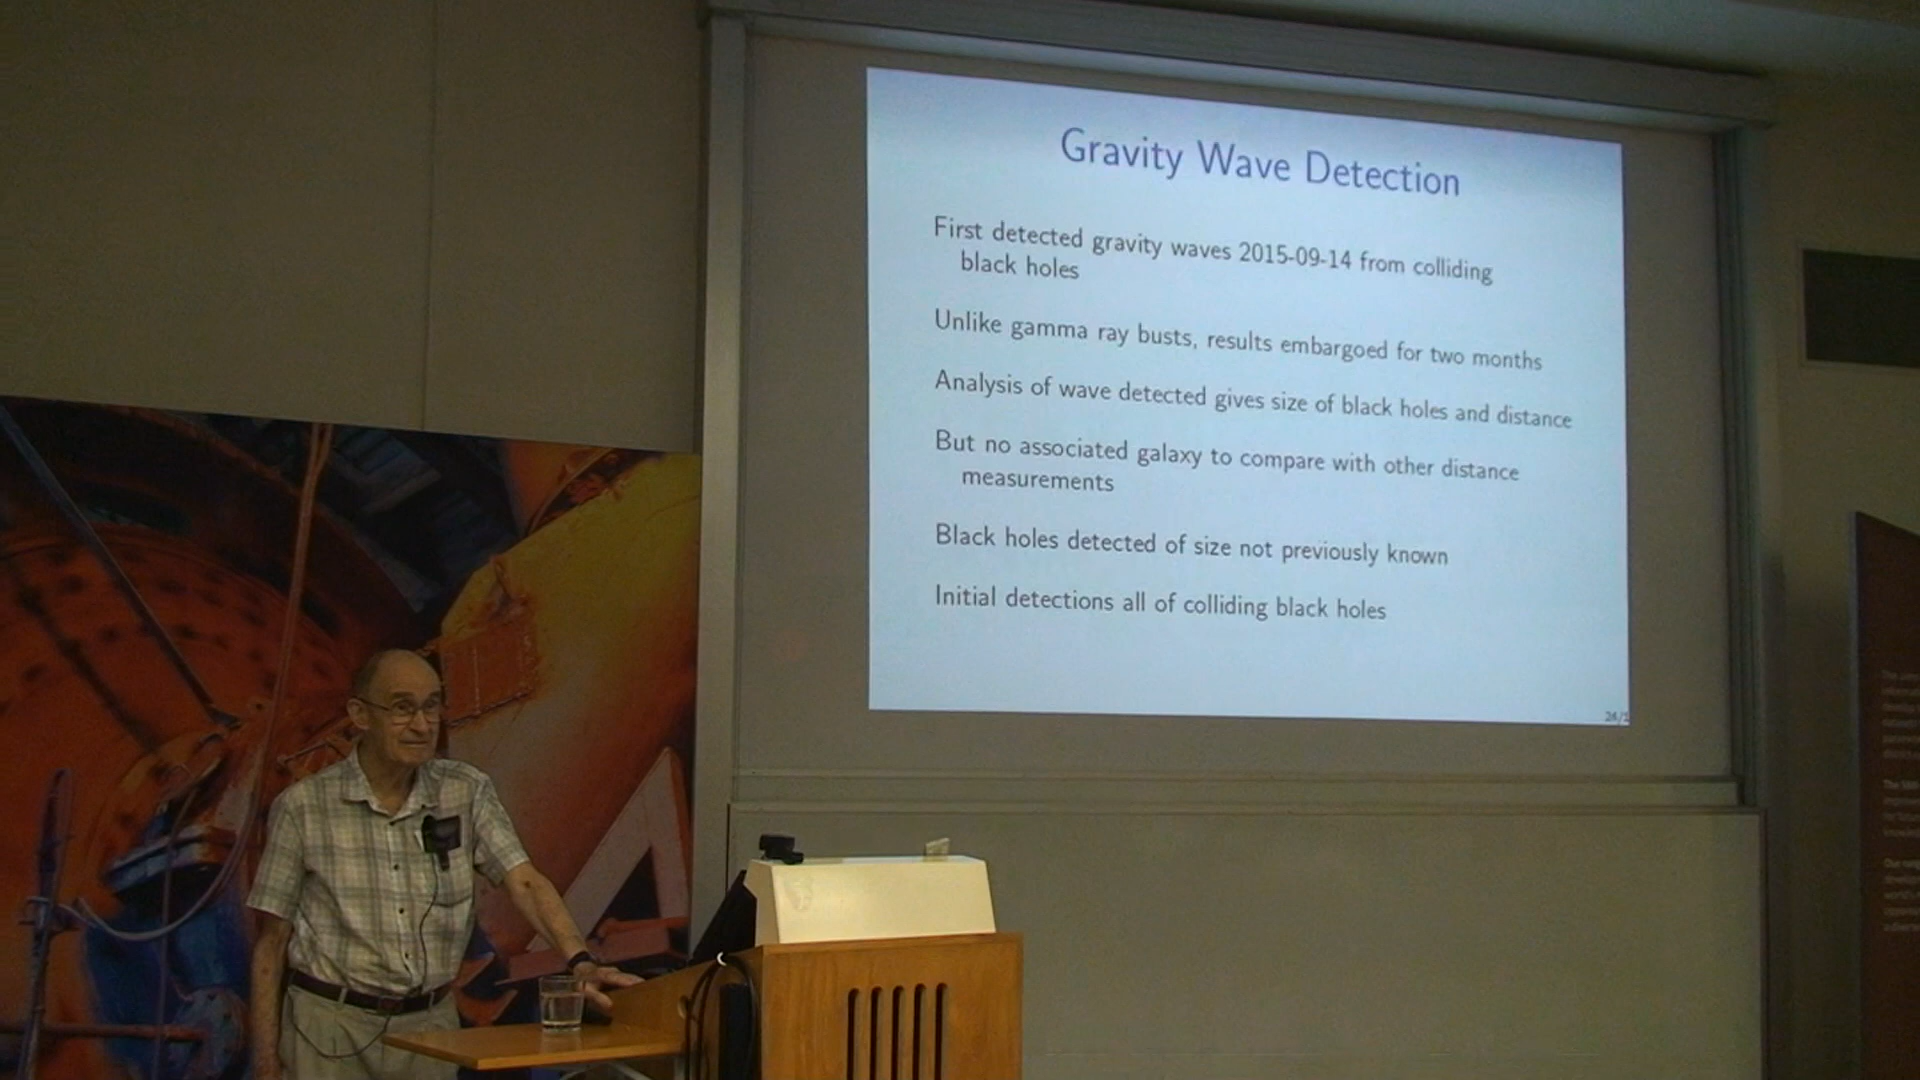 Gravity Wave Detection
First detected gravity waves 2015-09-14 from colliding
black holes
Unlike gamma ray busts, results embargoed for two months
Analysis of wave detected gives size of black holes and distance
But no associated galaxy to compare with other distance
measurements
Black holes detected of size not previously known
Initial detections all of colliding black holes